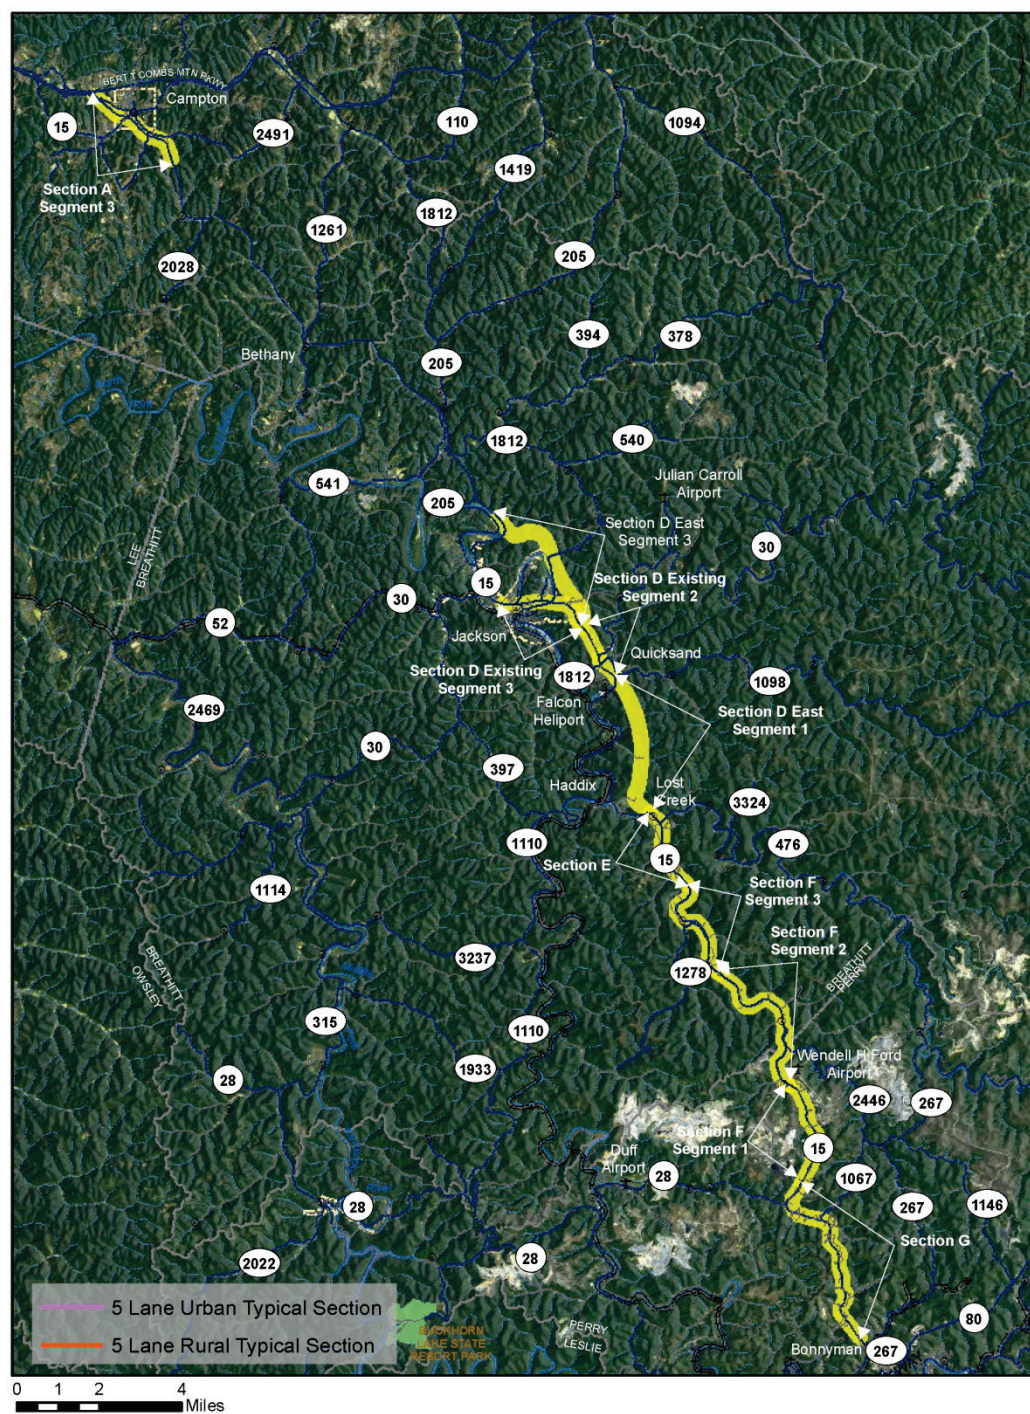 BERT T COMBS MTN PKWY
Campton
15
2491
110
1094
1419
Section A
Segment 3
1812
1261
205
2028
394
378
Bethany
205
North
1812
540
541
Julian Carroll
Airport
205
Section D East
Segment 3
30
LEE
BREATHITT
15
Section D Existing
Segment 2
30
52
Jackson
Quicksand
Section D Existing
Segment 3
1812
1098
Falcon
Heliport
Section D East
Segment 1
2469
30
397
Haddix
Lost
Creek
3324
476
1110
15
Section E
Section F
Segment 3
1114
Section F
Segment 2
3237
1278
BREATHITT
PERRY
BREATHITT
OWSLEY
Middle
315
1110
Wendell H Ford
Airport
1933
28
2446
267
Section F
Segment 1
15
Duff
Airport
28
1067
267
1146
28
River
Section G
2022
28
5 Lane Urban Typical Section
5 Lane Rural Typical Section
BUCKHORN
LAKE STATE
RESORT PARK
PERRY
LESLIE
80
Bonnyman
267
0 1 2 4
Miles